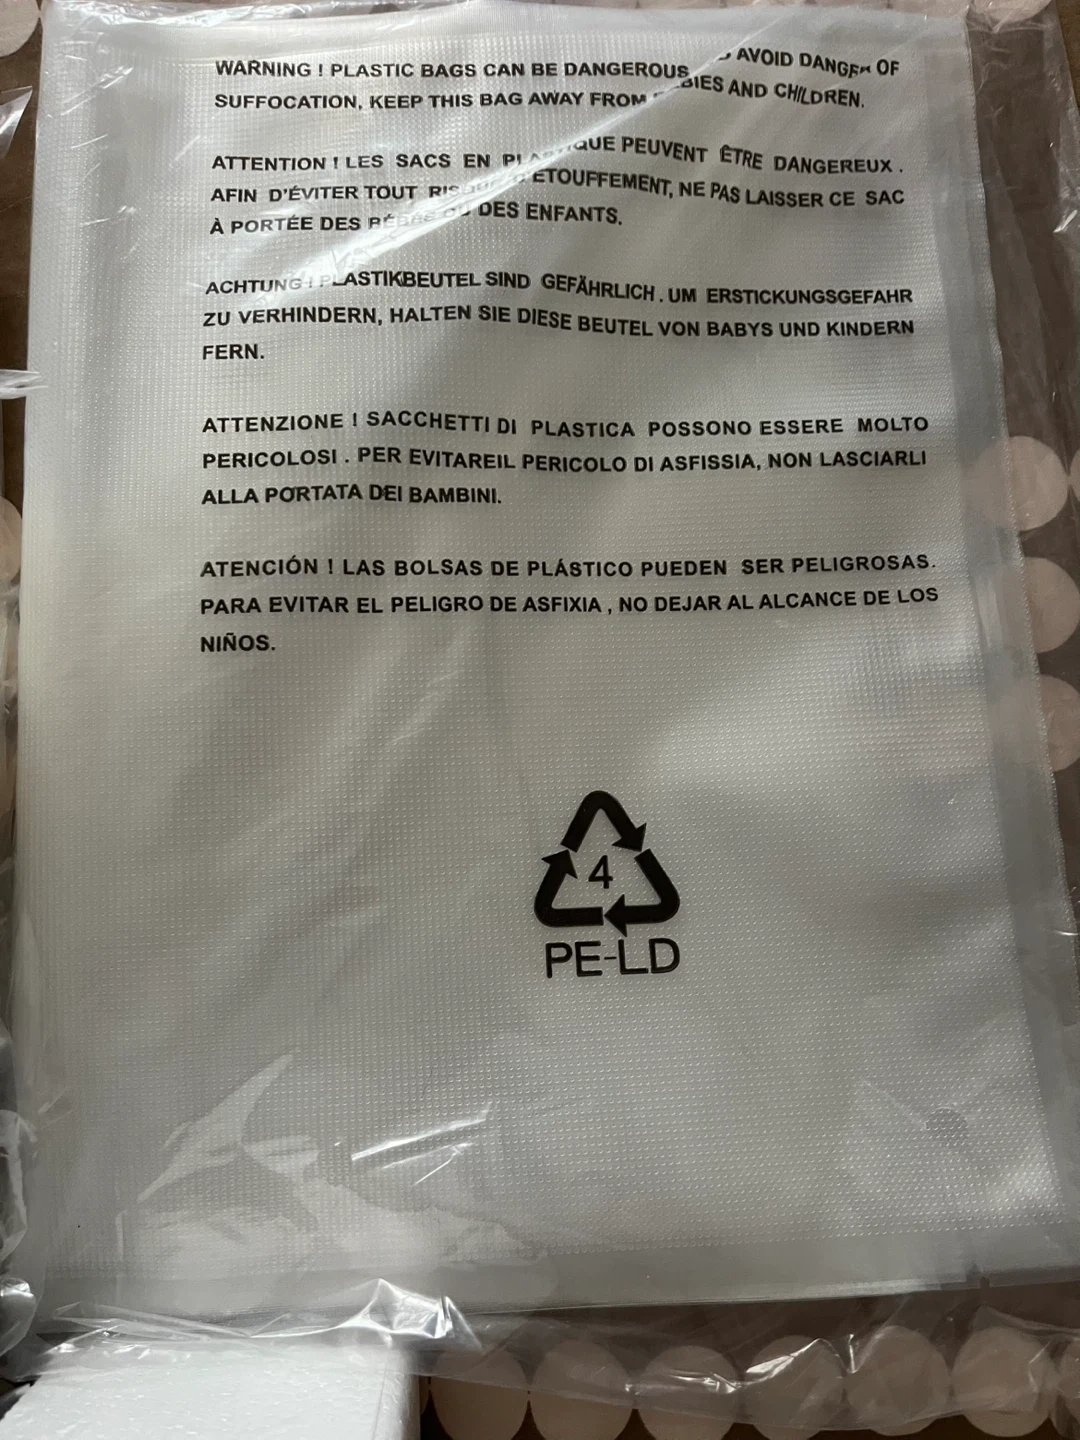 WARNING ! PLASTIC BAGS CAN BE DANGEROUS AVOID DANGER OF
SUFFOCATION, KEEP THIS BAG AWAY FROM AND CHILDREN.
ATTENTION ! LES SACS EN PLASTIQUE PEUVENT ÊTRE DANGEREUX .
AFIN D'ÉVITER TOUT RISQUE D'ETOUFFEMENT, NE PAS LAISSER CE SAC
À PORTÉE DES BÉBÉS OU DES ENFANTS.
ACHTUNG ! PLASTIKBEUTEL SIND GEFÄHRLICH . UM ERSTICKUNGSGEFAHR
ZU VERHINDERN, HALTEN SIE DIESE BEUTEL VON BABYS UND KINDERN
FERN.
ATTENZIONE ! SACCHETTI DI PLASTICA POSSONO ESSERE MOLTO
PERICOLOSI . PER EVITAREIL PERICOLO DI ASFISSIA, NON LASCIARLI
ALLA PORTATA DEI BAMBINI.
ATENCIÓN ! LAS BOLSAS DE PLÁSTICO PUEDEN SER PELIGROSAS.
PARA EVITAR EL PELIGRO DE ASFIXIA , NO DEJAR AL ALCANCE DE LOS
NIÑOS.
4
PE-LD